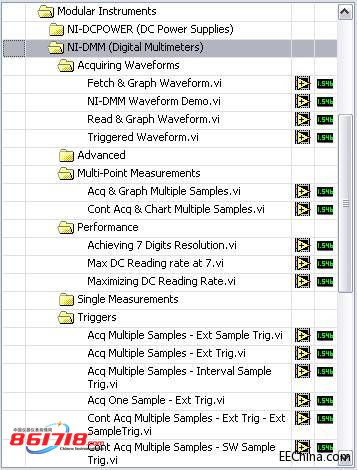 Modular Instruments
NI-DCPOWER (DC Power Supplies)
NI-DMM (Digital Multimeters)
Acquiring Waveforms
Fetch & Graph Waveform.vi
NI-DMM Waveform Demo.vi
Read & Graph Waveform.vi
Triggered Waveform.vi
Advanced
Multi-Point Measurements
Acq & Graph Multiple Samples.vi
Cont Acq & Chart Multiple Samples.vi
Performance
Achieving 7 Digits Resolution.vi
Max DC Reading rate at 7.vi
Maximizing DC Reading Rate.vi
Single Measurements
Triggers
Acq Multiple Samples - Ext Sample Trig.vi
Acq Multiple Samples - Ext Trig.vi
Acq Multiple Samples - Interval Sample
Trig.vi
Acq One Sample - Ext Trig.vi
Cont Acq Multiple Samples - Ext Trig - Ext
SampleTrig.vi
Cont Acq Multiple Samples - SW Sample
Trig.vi
861718.com
EEChina.com